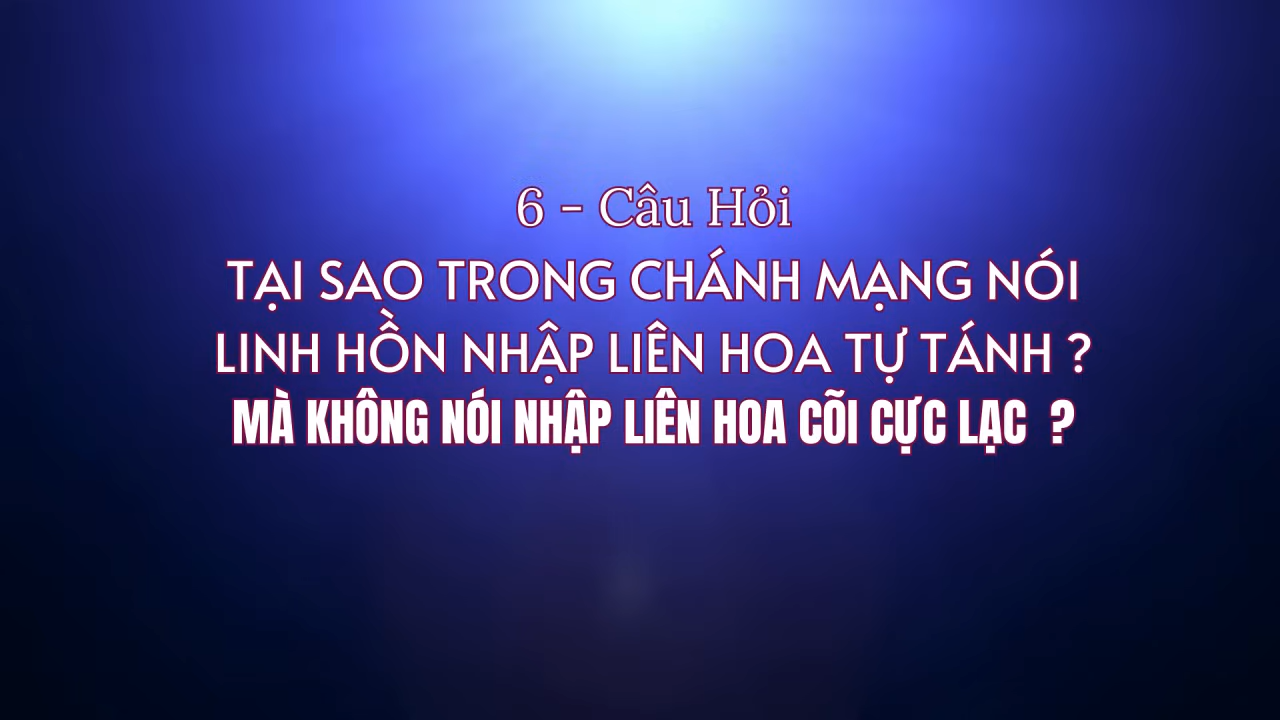 6 - Câu Hỏi
TẠI SAO TRONG CHÁNH MẠNG NÓI
LINH HỒN NHẬP LIÊN HOA TỰ TÁNH ?
MÀ KHÔNG NÓI NHẬP LIÊN HOA CÕI CỰC LẠC ?